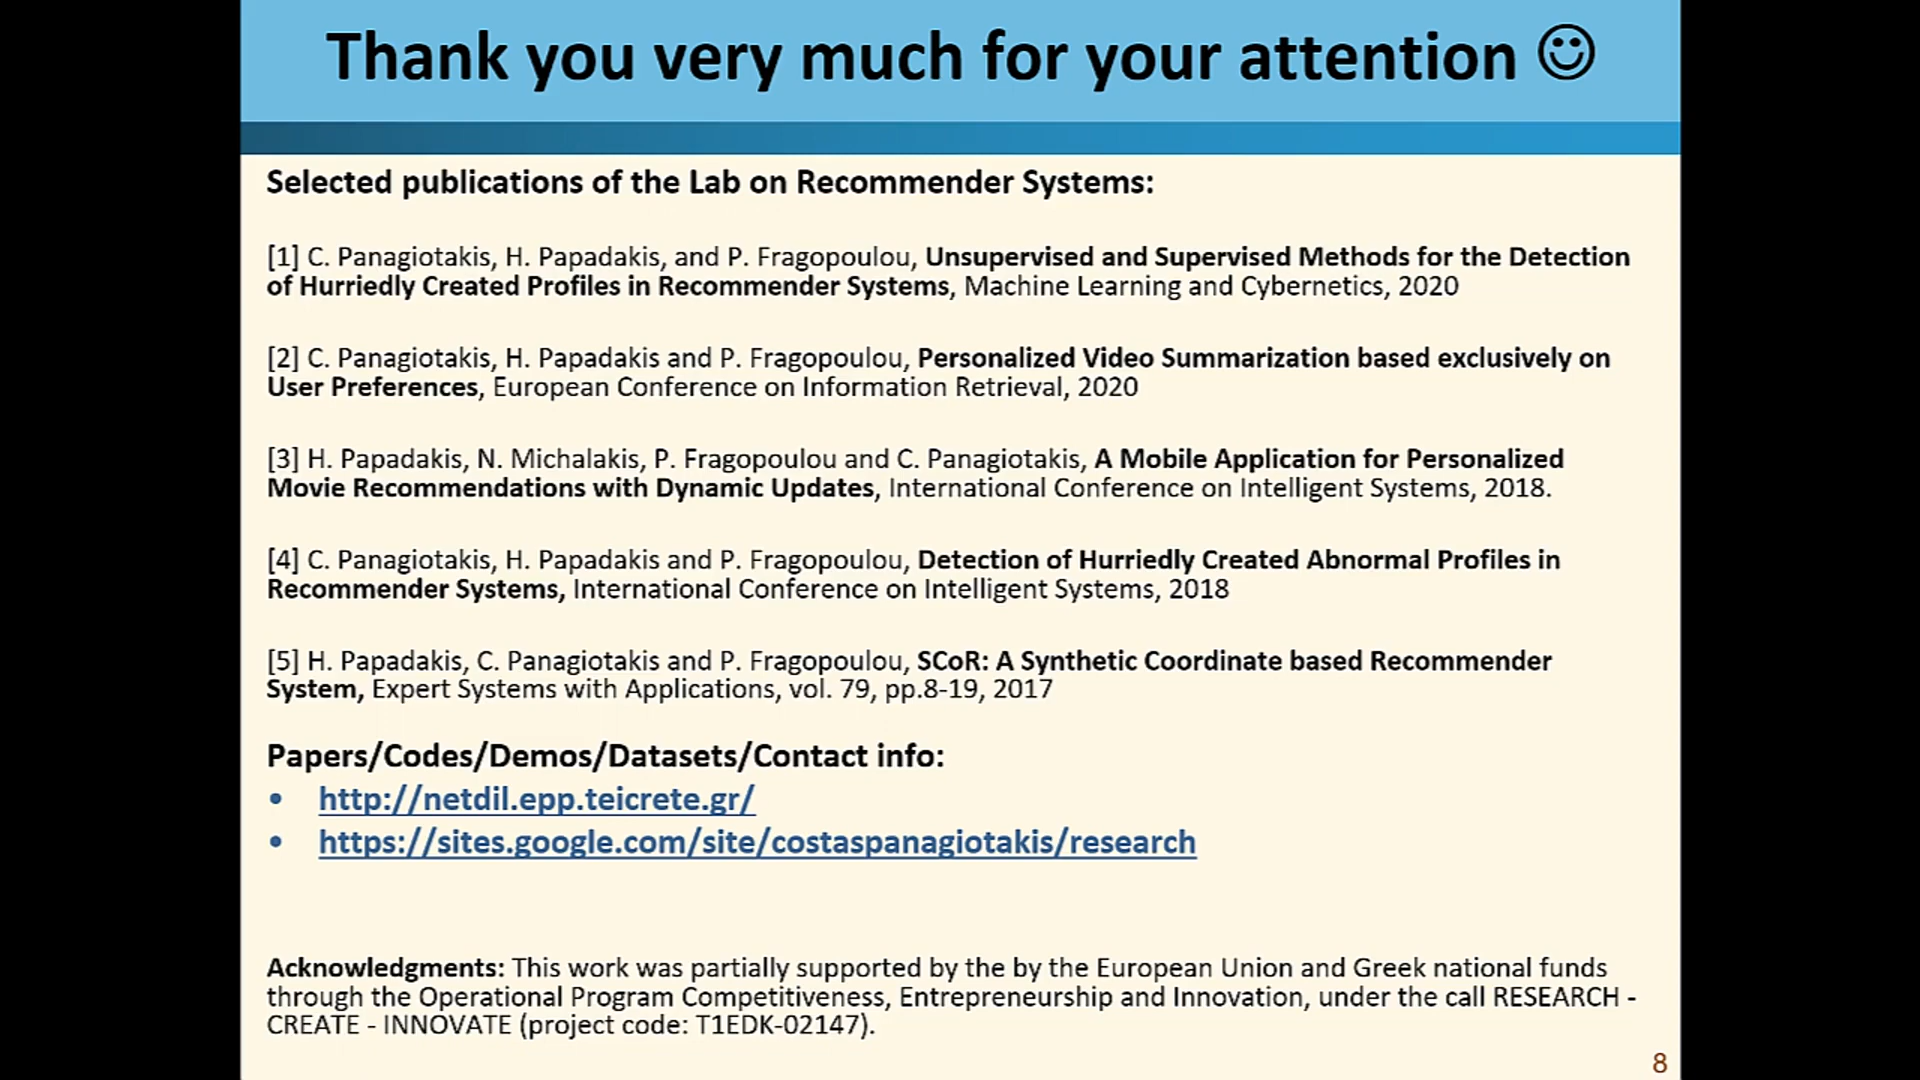 Thank you very much for your attention ☺
Selected publications of the Lab on Recommender Systems:
[1] C. Panagiotakis, H. Papadakis, and P. Fragopoulou, Unsupervised and Supervised Methods for the Detection
of Hurriedly Created Profiles in Recommender Systems, Machine Learning and Cybernetics, 2020
[2] C. Panagiotakis, H. Papadakis and P. Fragopoulou, Personalized Video Summarization based exclusively on
User Preferences, European Conference on Information Retrieval, 2020
[3] H. Papadakis, N. Michalakis, P. Fragopoulou and C. Panagiotakis, A Mobile Application for Personalized
Movie Recommendations with Dynamic Updates, International Conference on Intelligent Systems, 2018.
[4] C. Panagiotakis, H. Papadakis and P. Fragopoulou, Detection of Hurriedly Created Abnormal Profiles in
Recommender Systems, International Conference on Intelligent Systems, 2018
[5] H. Papadakis, C. Panagiotakis and P. Fragopoulou, SCoR: A Synthetic Coordinate based Recommender
System, Expert Systems with Applications, vol. 79, pp.8-19, 2017
Papers/Codes/Demos/Datasets/Contact info:
• http://netdil.epp.teicrete.gr/
• https://sites.google.com/site/costaspanagiotakis/research
Acknowledgments: This work was partially supported by the by the European Union and Greek national funds
through the Operational Program Competitiveness, Entrepreneurship and Innovation, under the call RESEARCH -
CREATE - INNOVATE (project code: T1EDK-02147).
8